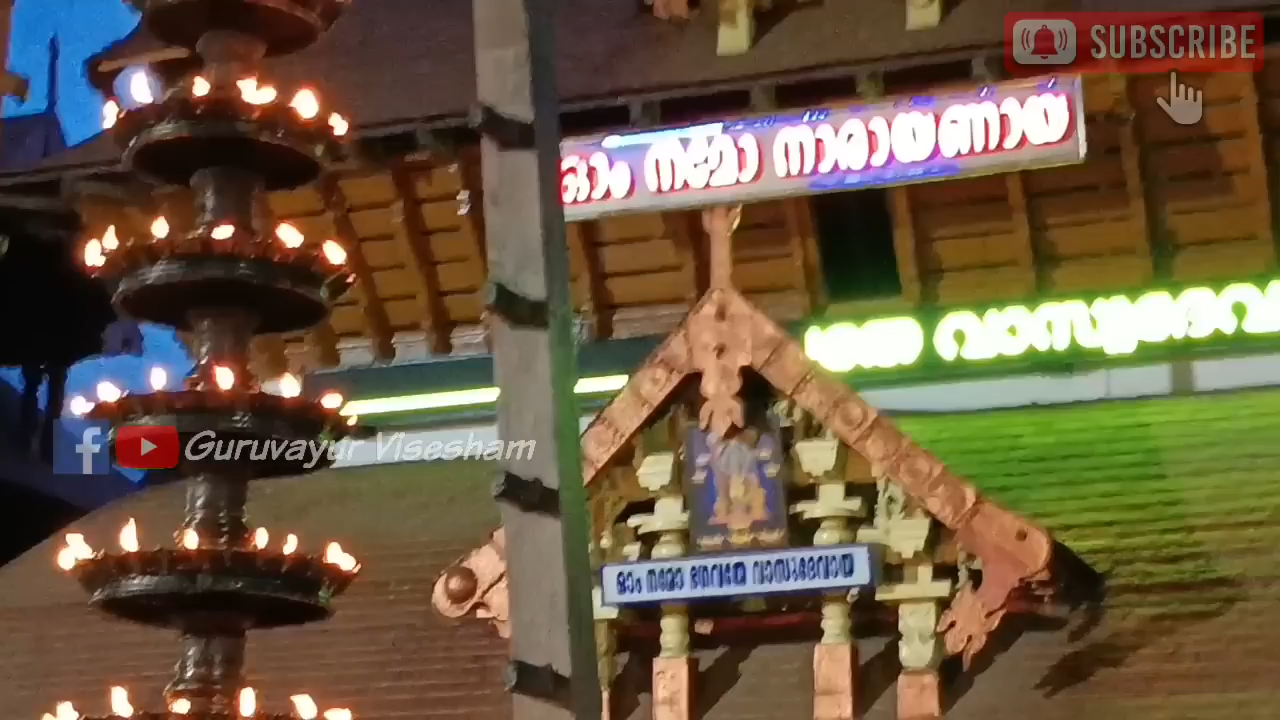 SUBSCRIBE
ഓം നമോ നാരായണായ
വാസുദേവ
Guruvayur Visesham
ഓം നമോ ഭഗവതേ വാസുദേവായ